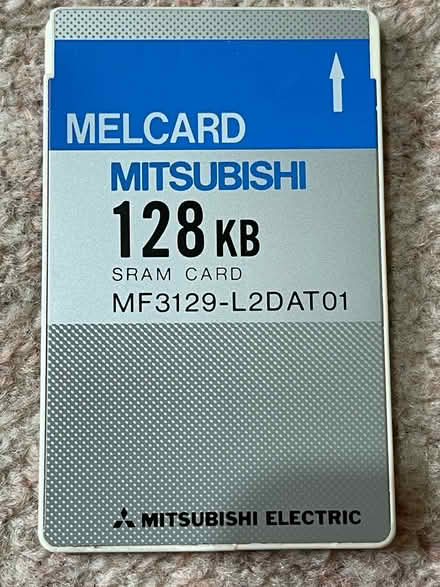 MELCARD
MITSUBISHI
128 KB
SRAM CARD
MF3129-L2DAT01
MITSUBISHI ELECTRIC